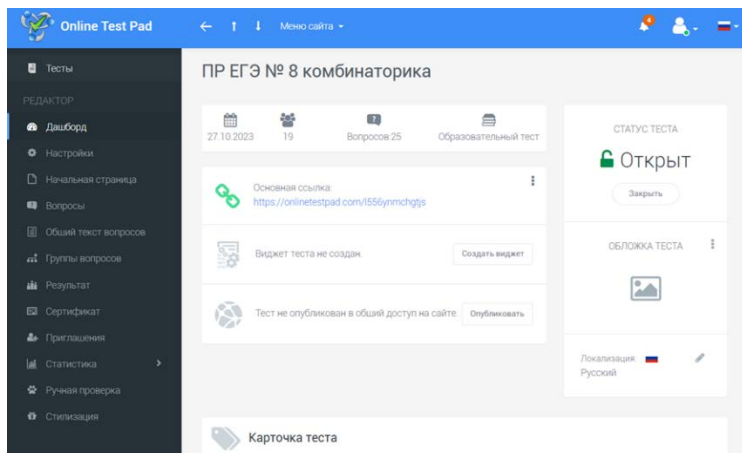 Online Test Pad
Меню сайта
4
Тесты
РЕДАКТОР
Дашборд
Настройки
Начальная страница
Вопросы
Общий текст вопросов
Группы вопросов
Результат
Сертификат
Приглашения
Статистика
Ручная проверка
Стилизация
ПР ЕГЭ № 8 комбинаторика
27.10.2023
19
Вопросов:25
Образовательный тест
Основная ссылка:
https://onlinetestpad.com/l556ynmchgtjs
Виджет теста не создан.
Создать виджет
Тест не опубликован в общий доступ на сайте.
Опубликовать
СТАТУС ТЕСТА
Открыт
Закрыть
ОБЛОЖКА ТЕСТА
Локализация:
Русский
Карточка теста